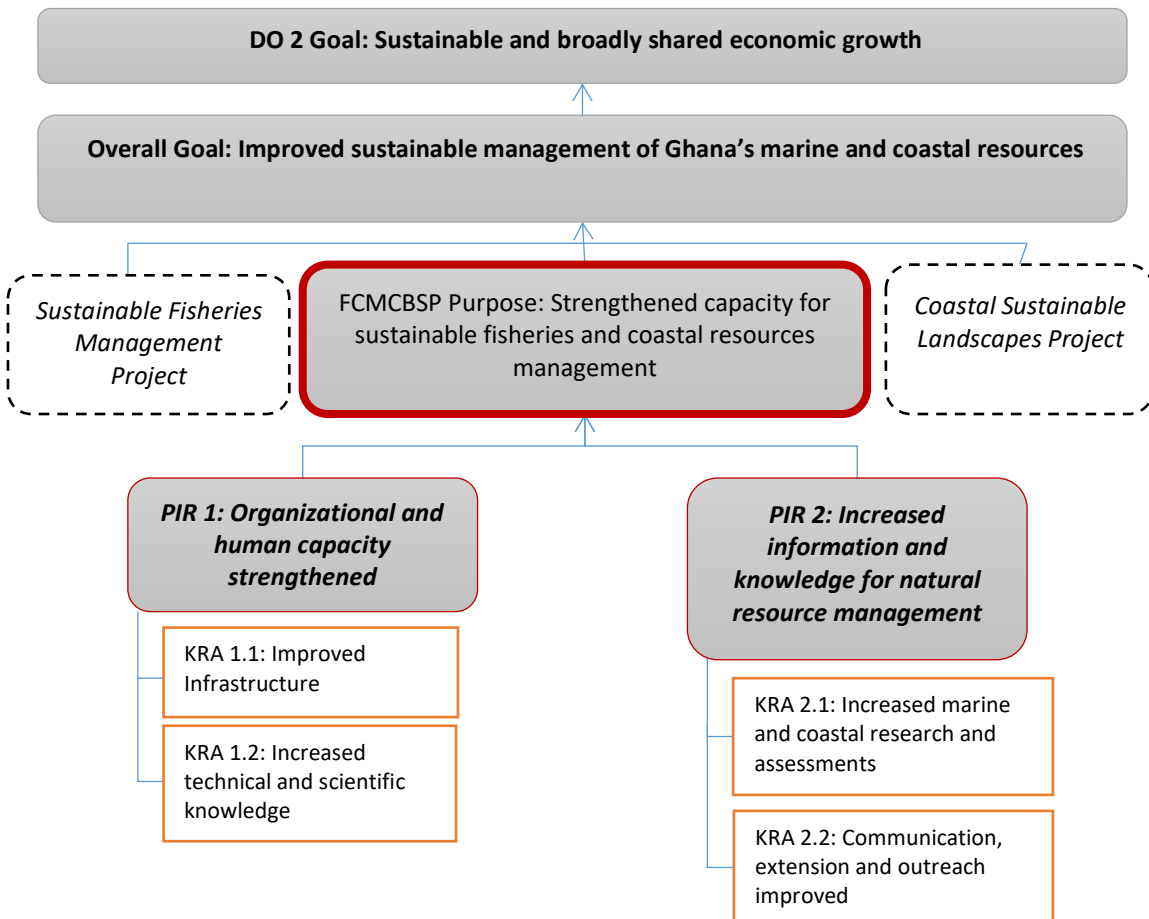 DO 2 Goal: Sustainable and broadly shared economic growth
Overall Goal: Improved sustainable management of Ghana’s marine and coastal resources
Sustainable Fisheries
Management
Project
FCMCBSP Purpose: Strengthened capacity for
sustainable fisheries and coastal resources
management
Coastal Sustainable
Landscapes Project
PIR 1: Organizational and
human capacity
strengthened
KRA 1.1: Improved
Infrastructure
KRA 1.2: Increased
technical and scientific
knowledge
PIR 2: Increased
information and
knowledge for natural
resource management
KRA 2.1: Increased marine
and coastal research and
assessments
KRA 2.2: Communication,
extension and outreach
improved